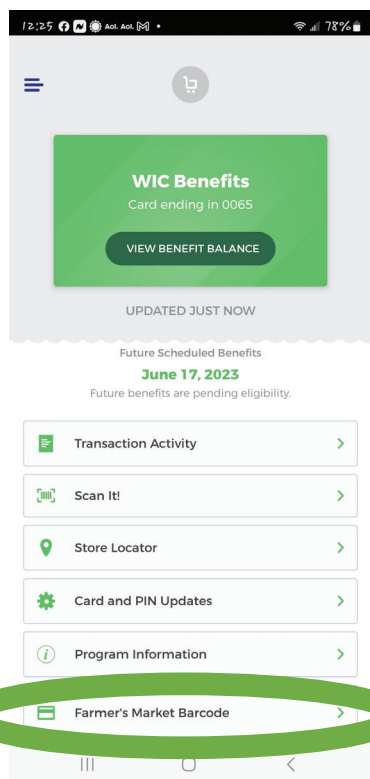 12:25 AOL. AOL. 78%
WIC Benefits
Card ending in 0065
VIEW BENEFIT BALANCE
UPDATED JUST NOW
Future Scheduled Benefits
June 17, 2023
Future benefits are pending eligibility.
Transaction Activity
Scan It!
Store Locator
Card and PIN Updates
i Program Information
Farmer's Market Barcode